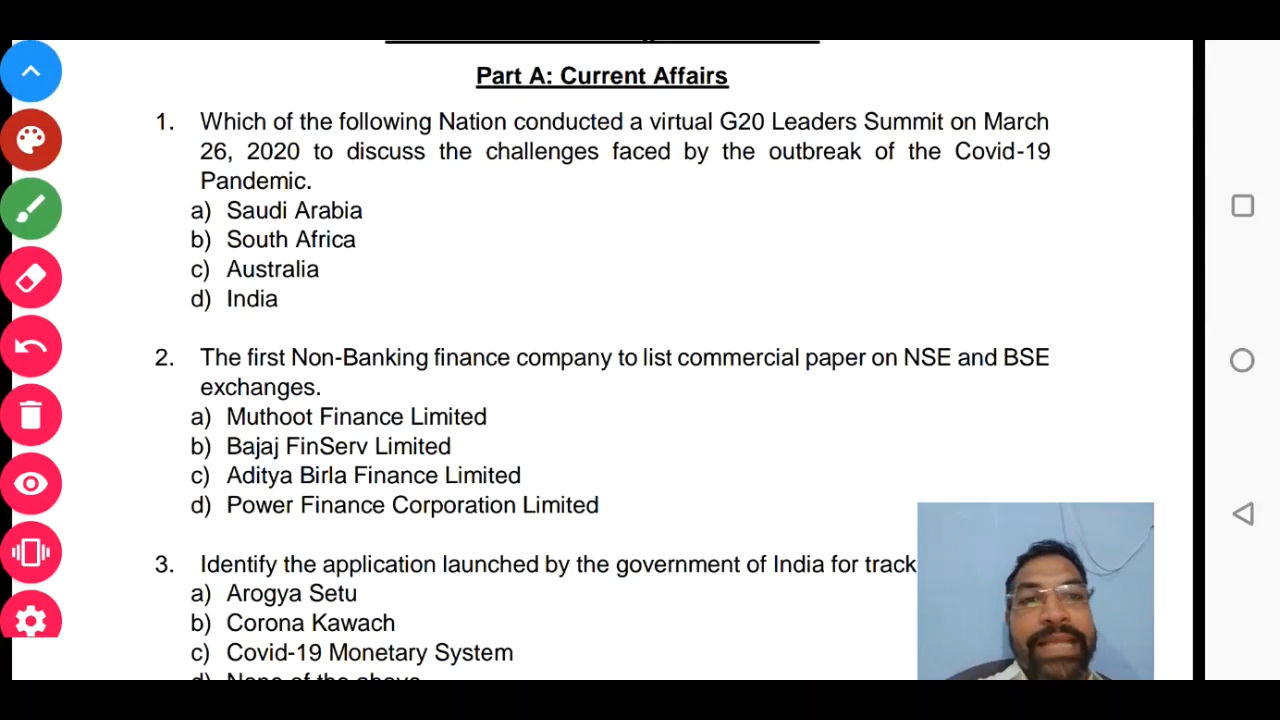 Part A: Current Affairs
1. Which of the following Nation conducted a virtual G20 Leaders Summit on March
26, 2020 to discuss the challenges faced by the outbreak of the Covid-19
Pandemic.
a) Saudi Arabia
b) South Africa
c) Australia
d) India
2. The first Non-Banking finance company to list commercial paper on NSE and BSE
exchanges.
a) Muthoot Finance Limited
b) Bajaj FinServ Limited
c) Aditya Birla Finance Limited
d) Power Finance Corporation Limited
3. Identify the application launched by the government of India for track
a) Arogya Setu
b) Corona Kawach
c) Covid-19 Monetary System
d) None of the above